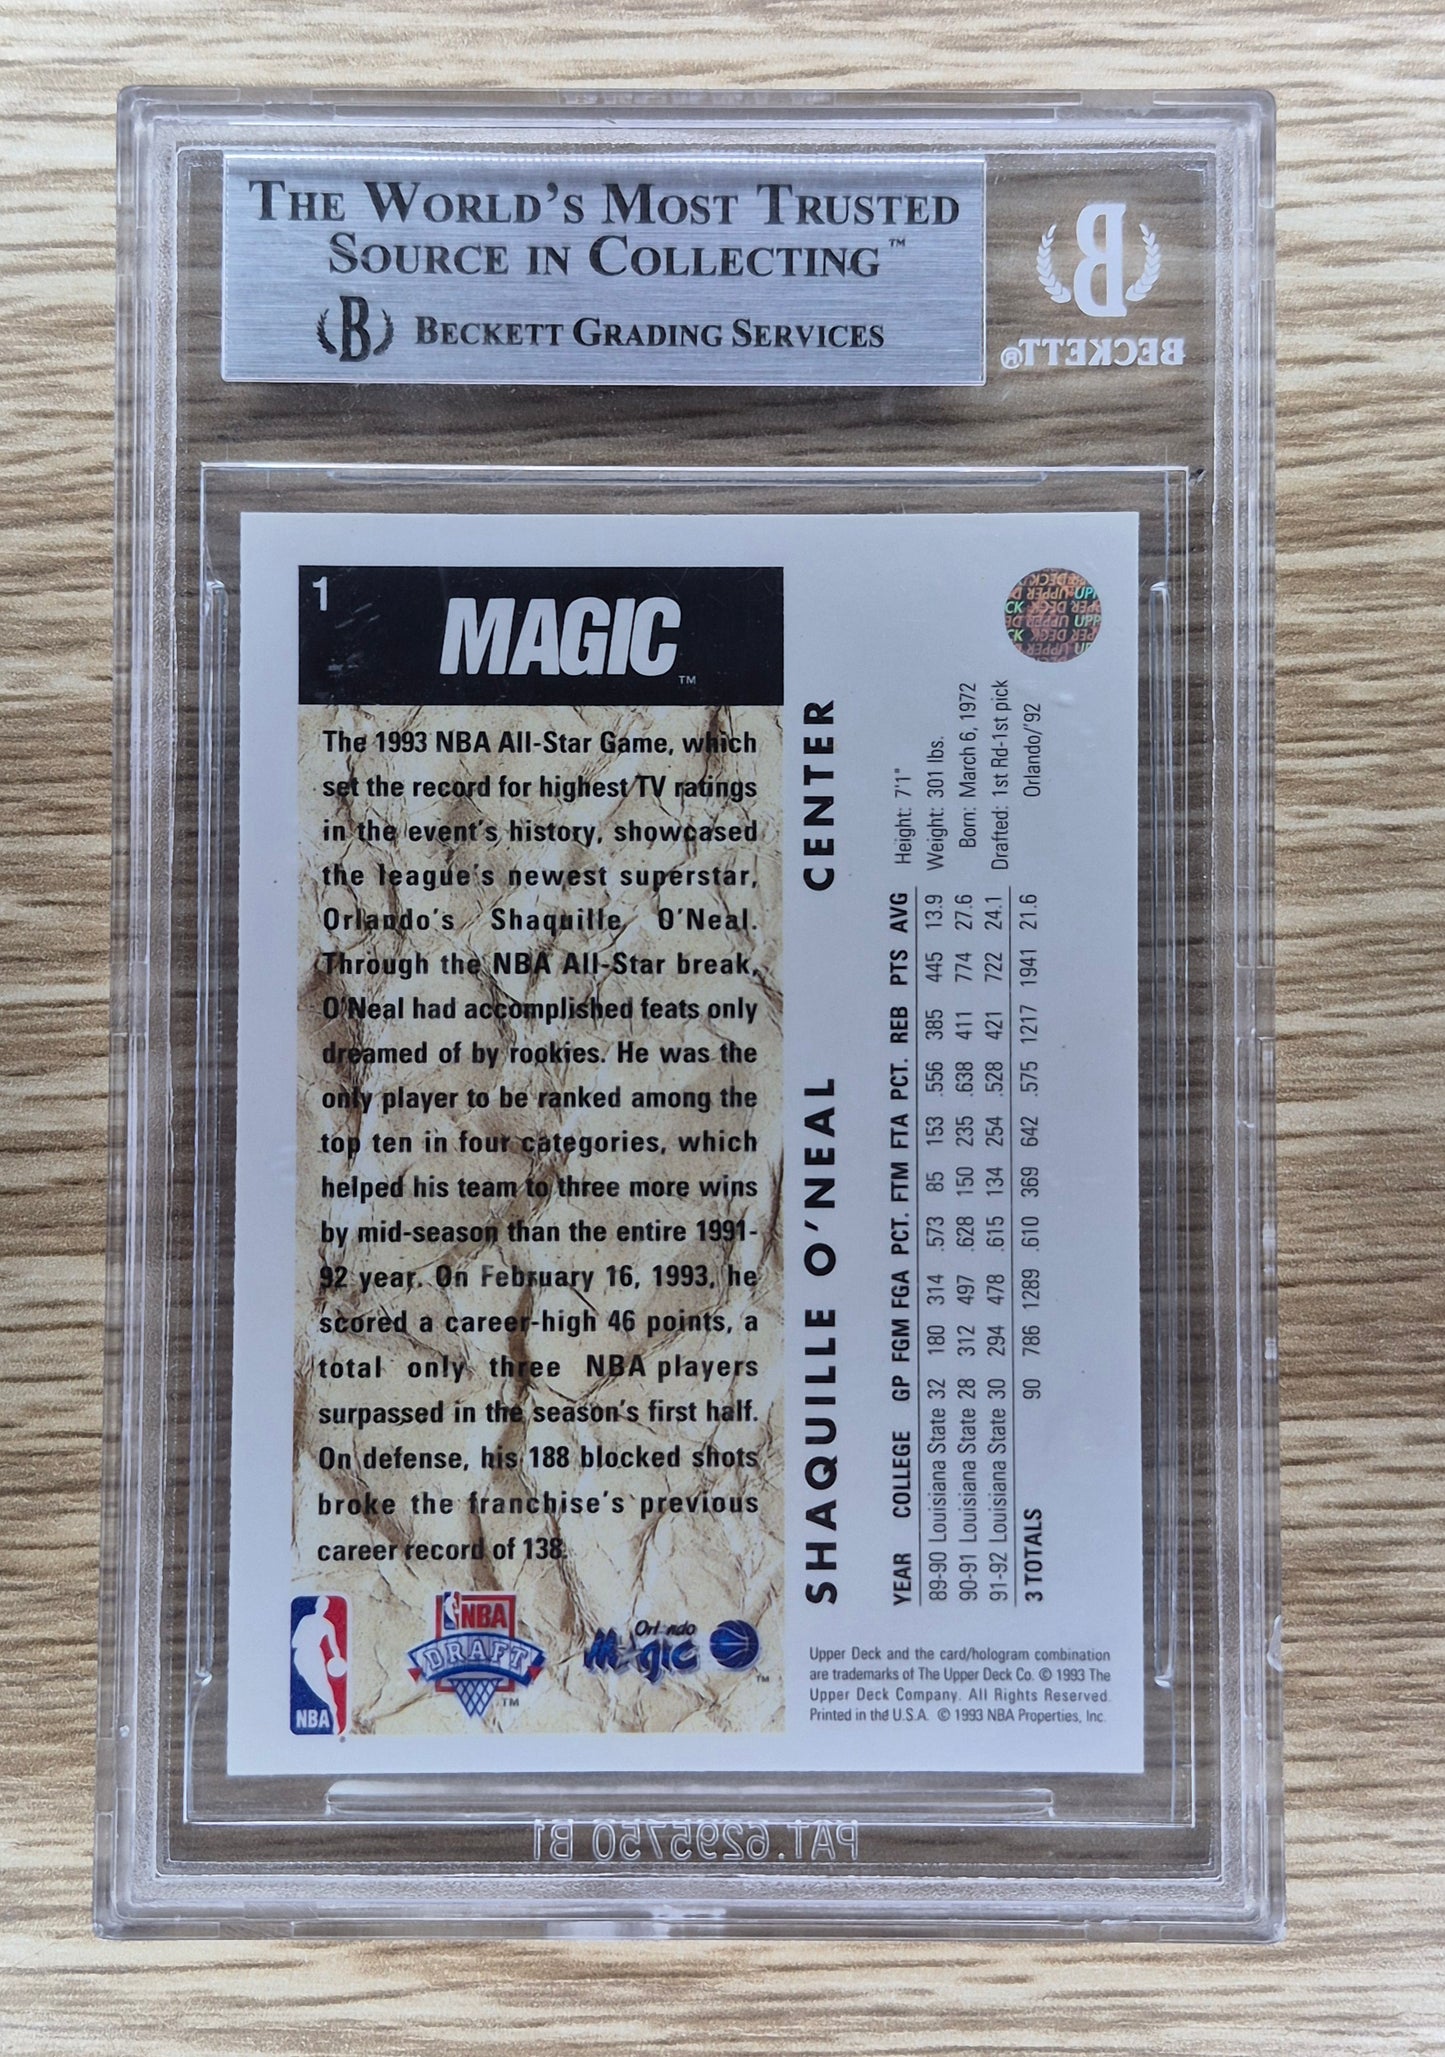 THE WORLD'S MOST TRUSTED
SOURCE IN COLLECTING™
B BECKETT GRADING SERVICES
B
BECKETT®
1
MAGIC™
The 1993 NBA All-Star Game, which
set the record for highest TV ratings
in the event's history, showcased
the league's newest superstar,
Orlando's Shaquille O'Neal.
Through the NBA All-Star break,
O'Neal had accomplished feats only
dreamed of by rookies. He was the
only player to be ranked among the
top ten in four categories, which
helped his team to three more wins
by mid-season than the entire 1991-
92 year. On February 16, 1993, he
scored a career-high 46 points, a
total only three NBA players
surpassed in the season's first half.
On defense, his 188 blocked shots
broke the franchise's previous
career record of 138.
NBA
NBA
DRAFT™
Orlando
Magic™
UPPER DECK
SHAQUILLE O'NEAL CENTER
Height: 7'1"
Weight: 301 lbs.
Born: March 6, 1972
Drafted: 1st Rd-1st pick
Orlando/'92
YEAR COLLEGE GP FGM FGA PCT. FTM FTA PCT. REB PTS AVG
89-90 Louisiana State 32 180 314 .573 85 153 .556 385 445 13.9
90-91 Louisiana State 28 312 497 .628 150 235 .638 411 774 27.6
91-92 Louisiana State 30 294 478 .615 134 254 .528 421 722 24.1
3 TOTALS 90 786 1289 .610 369 642 .575 1217 1941 21.6
Upper Deck and the card/hologram combination
are trademarks of The Upper Deck Co. © 1993 The
Upper Deck Company. All Rights Reserved.
Printed in the U.S.A. © 1993 NBA Properties, Inc.
PAT.6295750 B1